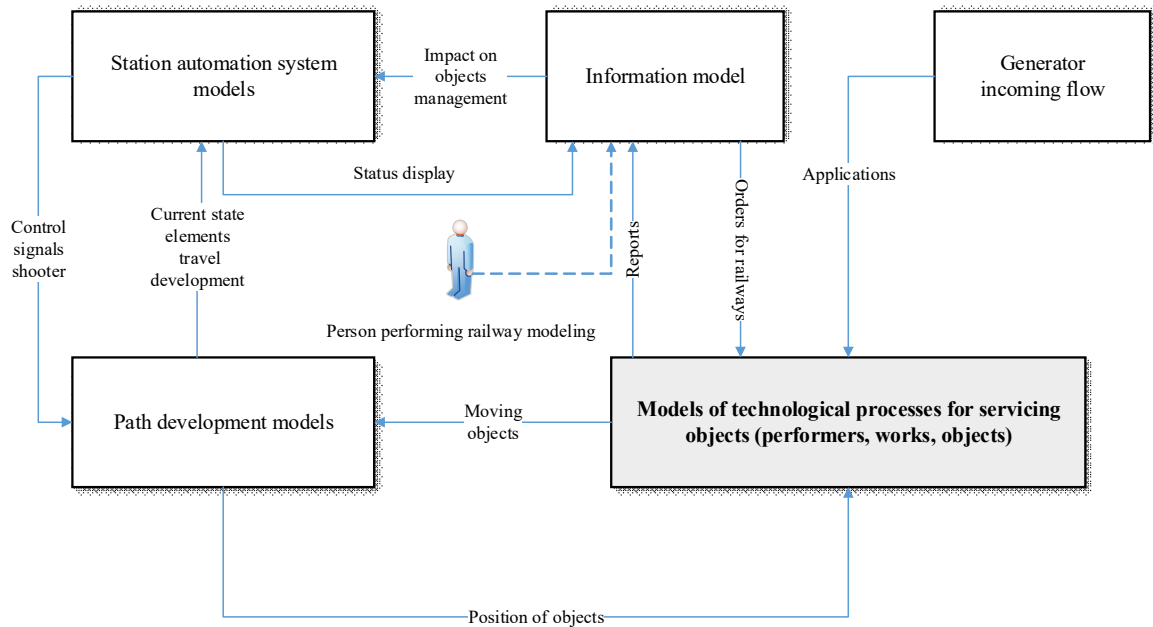 Station automation system
models
Impact on
objects
management
Information model
Generator
incoming flow
Status display
Applications
Control
signals
shooter
Current state
elements
travel
development
Reports
Orders for railways
Person performing railway modeling
Path development models
Moving
objects
Models of technological processes for servicing
objects (performers, works, objects)
Position of objects